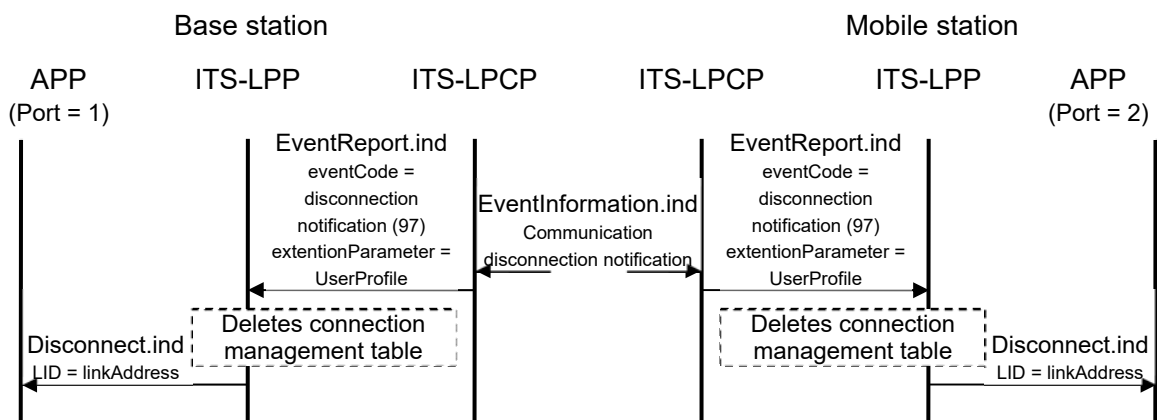 Base station
Mobile station
APP
(Port = 1)
ITS-LPP
ITS-LPCP
ITS-LPCP
ITS-LPP
APP
(Port = 2)
EventReport.ind
eventCode =
disconnection
notification (97)
extentionParameter =
UserProfile
EventInformation.ind
Communication
disconnection notification
EventReport.ind
eventCode =
disconnection
notification (97)
extentionParameter =
UserProfile
Deletes connection
management table
Deletes connection
management table
Disconnect.ind
LID = linkAddress
Disconnect.ind
LID = linkAddress